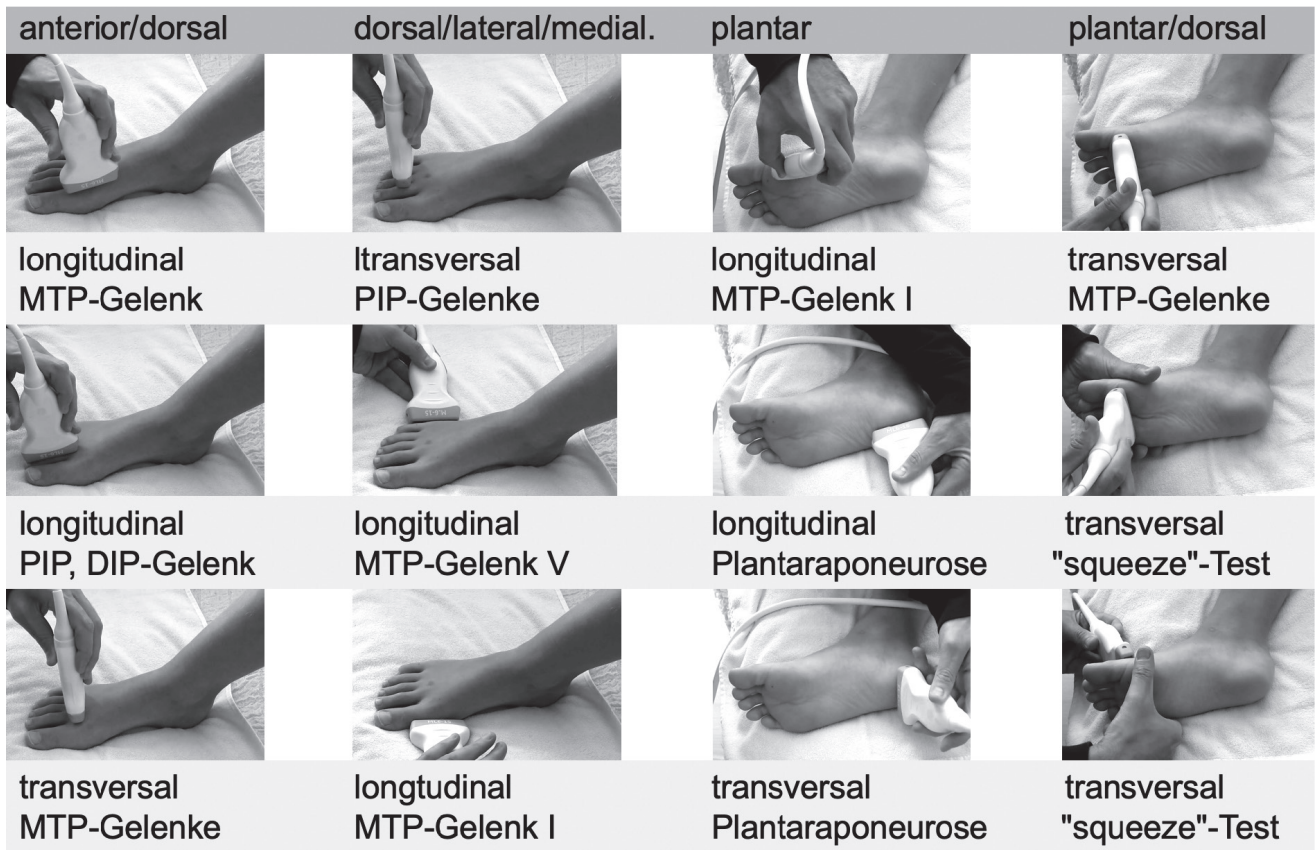 anterior/dorsal
dorsal/lateral/medial.
plantar
plantar/dorsal
longitudinal
MTP-Gelenk
ltransversal
PIP-Gelenke
longitudinal
MTP-Gelenk I
transversal
MTP-Gelenke
longitudinal
PIP, DIP-Gelenk
ML6-15
longitudinal
MTP-Gelenk V
longitudinal
Plantaraponeurose
transversal
"squeeze"-Test
transversal
MTP-Gelenke
longtudinal
MTP-Gelenk I
transversal
Plantaraponeurose
transversal
"squeeze"-Test